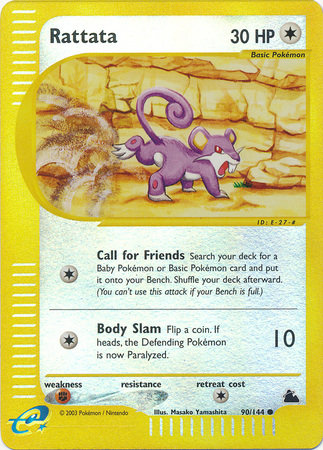 Rattata
30 HP
Basic Pokémon
ID: E-27-#
Call for Friends Search your deck for a
Baby Pokémon or Basic Pokémon card and put
it onto your Bench. Shuffle your deck afterward.
(You can't use this attack if your Bench is full.)
Body Slam Flip a coin. If
heads, the Defending Pokémon
is now Paralyzed.
10
weakness resistance retreat cost
e
© 2003 Pokémon / Nintendo Illus. Masako Yamashita 90/144 ●